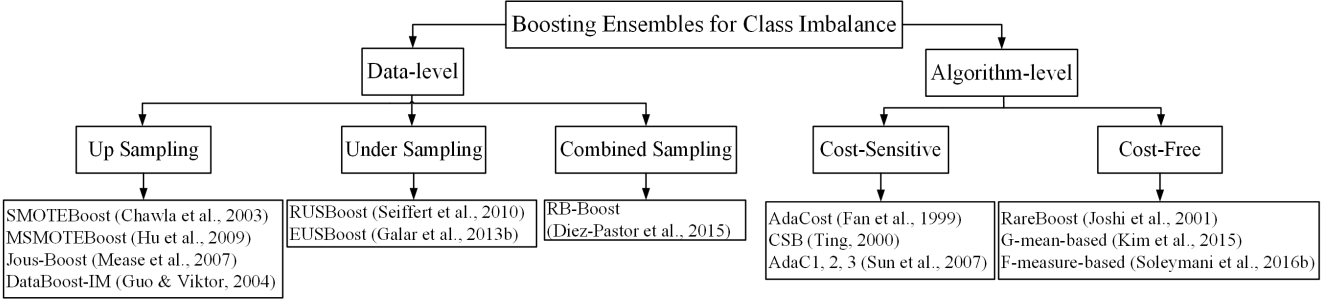 Boosting Ensembles for Class Imbalance
Data-level
Algorithm-level
Up Sampling
Under Sampling
Combined Sampling
Cost-Sensitive
Cost-Free
SMOTEBoost (Chawla et al., 2003)
MSMOTEBoost (Hu et al., 2009)
Jous-Boost (Mease et al., 2007)
DataBoost-IM (Guo & Viktor, 2004)
RUSBoost (Seiffert et al., 2010)
EUSBoost (Galar et al., 2013b)
RB-Boost
(Diez-Pastor et al., 2015)
AdaCost (Fan et al., 1999)
CSB (Ting, 2000)
AdaC1, 2, 3 (Sun et al., 2007)
RareBoost (Joshi et al., 2001)
G-mean-based (Kim et al., 2015)
F-measure-based (Soleymani et al., 2016b)